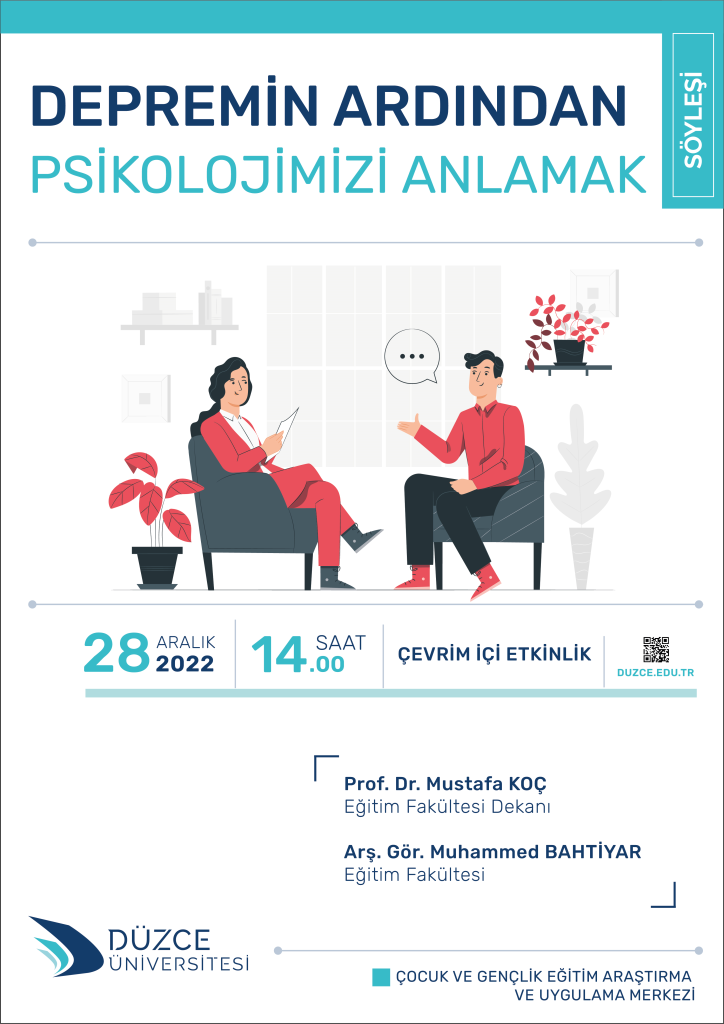 SÖYLEŞİ
DEPREMİN ARDINDAN
PSİKOLOJİMİZİ ANLAMAK
28 ARALIK
2022
14 SAAT
.00
ÇEVRİM İÇİ ETKİNLİK
DUZCE.EDU.TR
Prof. Dr. Mustafa KOÇ
Eğitim Fakültesi Dekanı
Arş. Gör. Muhammed BAHTİYAR
Eğitim Fakültesi
DÜZCE
ÜNİVERSİTESİ
ÇOCUK VE GENÇLİK EĞİTİM ARAŞTIRMA
VE UYGULAMA MERKEZİ